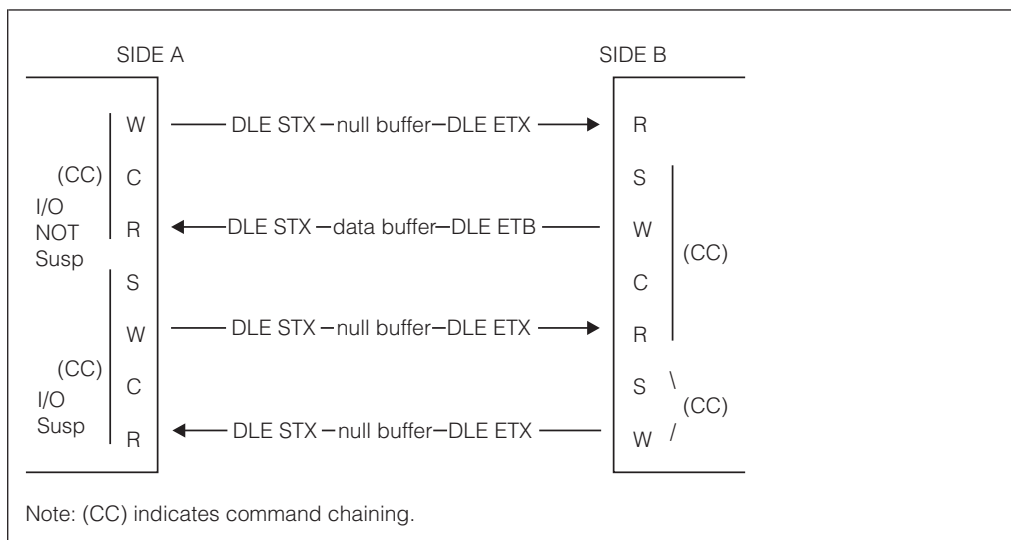 SIDE A SIDE B
W DLE STX null buffer DLE ETX R
(CC) C S
I/O
NOT R DLE STX data buffer DLE ETB W
Susp (CC)
S C
W DLE STX null buffer DLE ETX R
(CC)
I/O C S \
Susp (CC)
R DLE STX null buffer DLE ETX W /
Note: (CC) indicates command chaining.